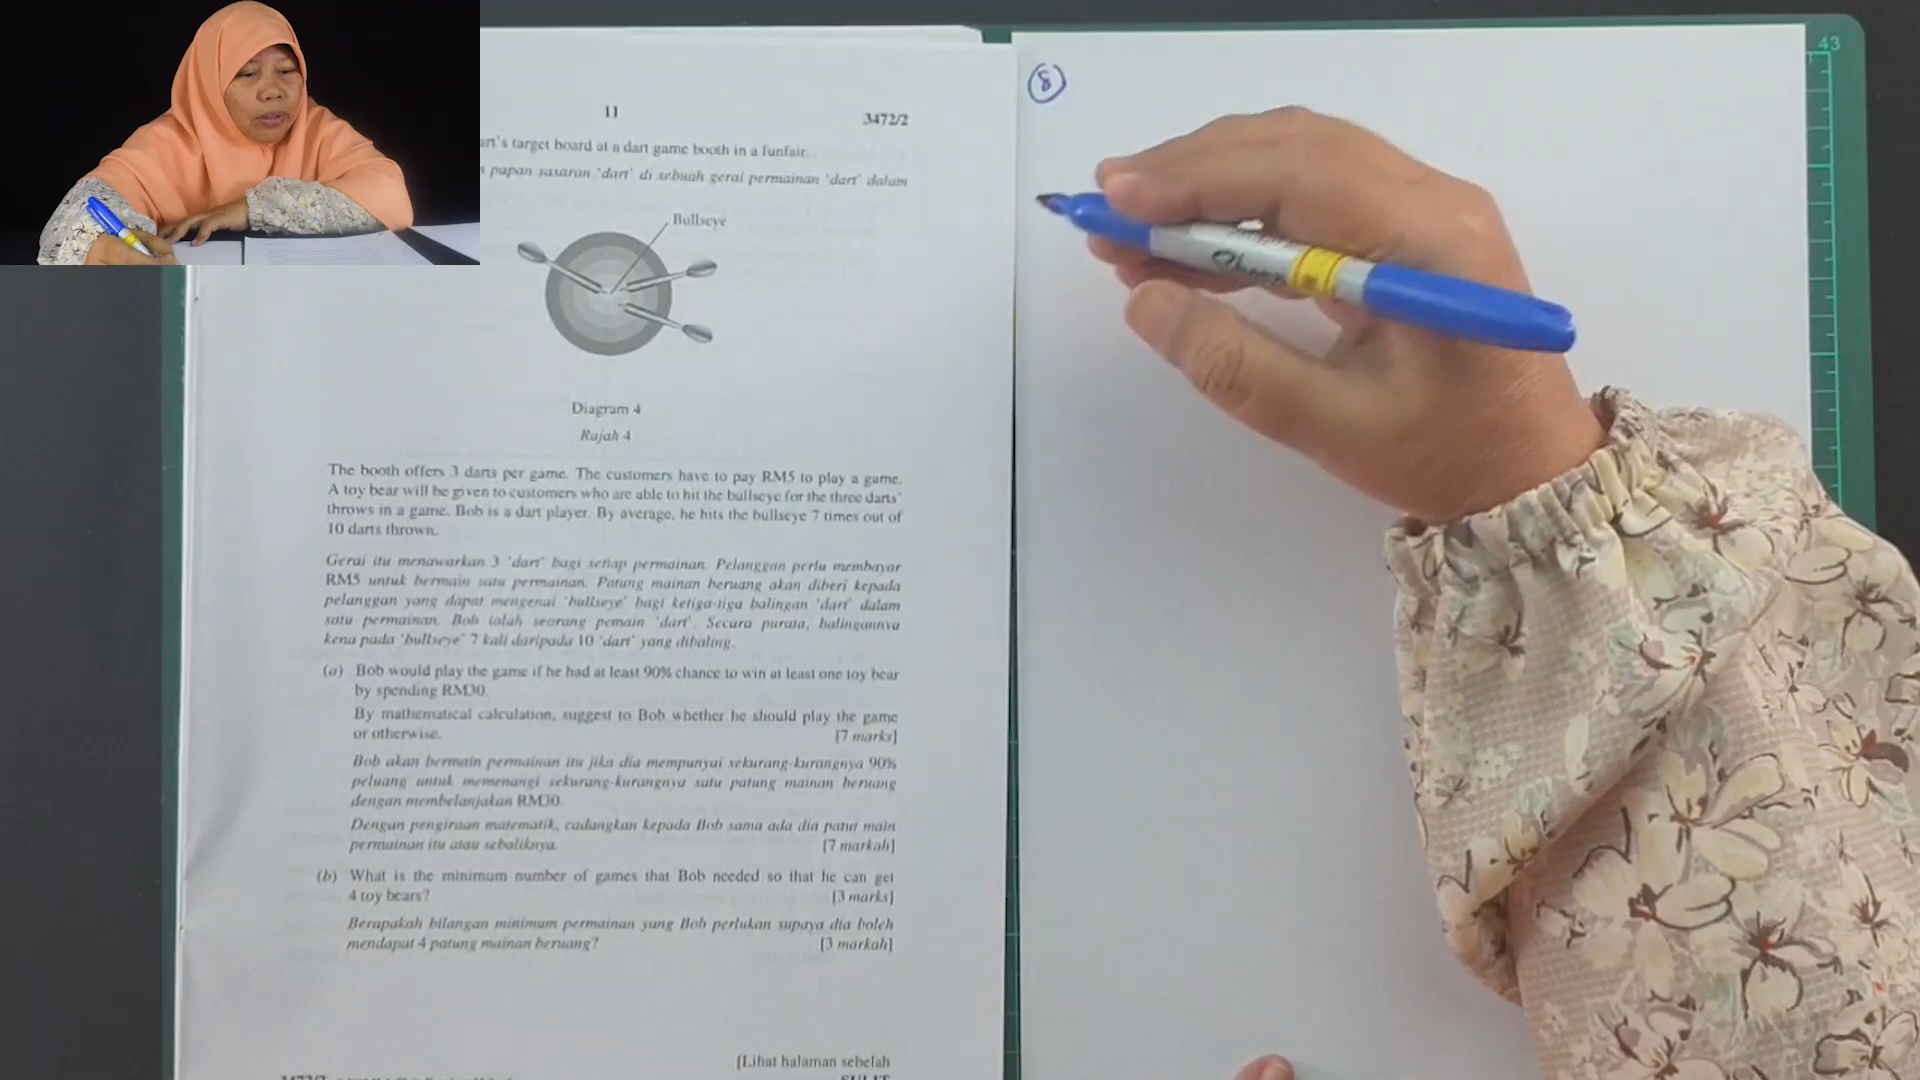 11
3472/2
art's target board at a dart game booth in a funfair.
papan sasaran 'dart' di sebuah gerai permainan 'dart' dalam
Bullseye
Diagram 4
Rajah 4
The booth offers 3 darts per game. The customers have to pay RM5 to play a game.
A toy bear will be given to customers who are able to hit the bullseye for the three darts'
throws in a game. Bob is a dart player. By average, he hits the bullseye 7 times out of
10 darts thrown.
Gerai itu menawarkan 3 'dart' bagi setiap permainan. Pelanggan perlu membayar
RM5 untuk bermain satu permainan. Patung mainan beruang akan diberi kepada
pelanggan yang dapat mengenai 'bullseye' bagi ketiga-tiga balingan 'dart' dalam
satu permainan. Bob ialah seorang pemain 'dart'. Secara purata, balingannya
kena pada 'bullseye' 7 kali daripada 10 'dart' yang dibaling.
(a) Bob would play the game if he had at least 90% chance to win at least one toy bear
by spending RM30.
By mathematical calculation, suggest to Bob whether he should play the game
or otherwise. [7 marks]
Bob akan bermain permainan itu jika dia mempunyai sekurang-kurangnya 90%
peluang untuk memenangi sekurang-kurangnya satu patung mainan beruang
dengan membelanjakan RM30.
Dengan pengiraan matematik, cadangkan kepada Bob sama ada dia patut main
permainan itu atau sebaliknya. [7 markah]
(b) What is the minimum number of games that Bob needed so that he can get
4 toy bears? [3 marks]
Berapakah bilangan minimum permainan yang Bob perlukan supaya dia boleh
mendapat 4 patung mainan beruang? [3 markah]
[Lihat halaman sebelah
SULIT
8
43